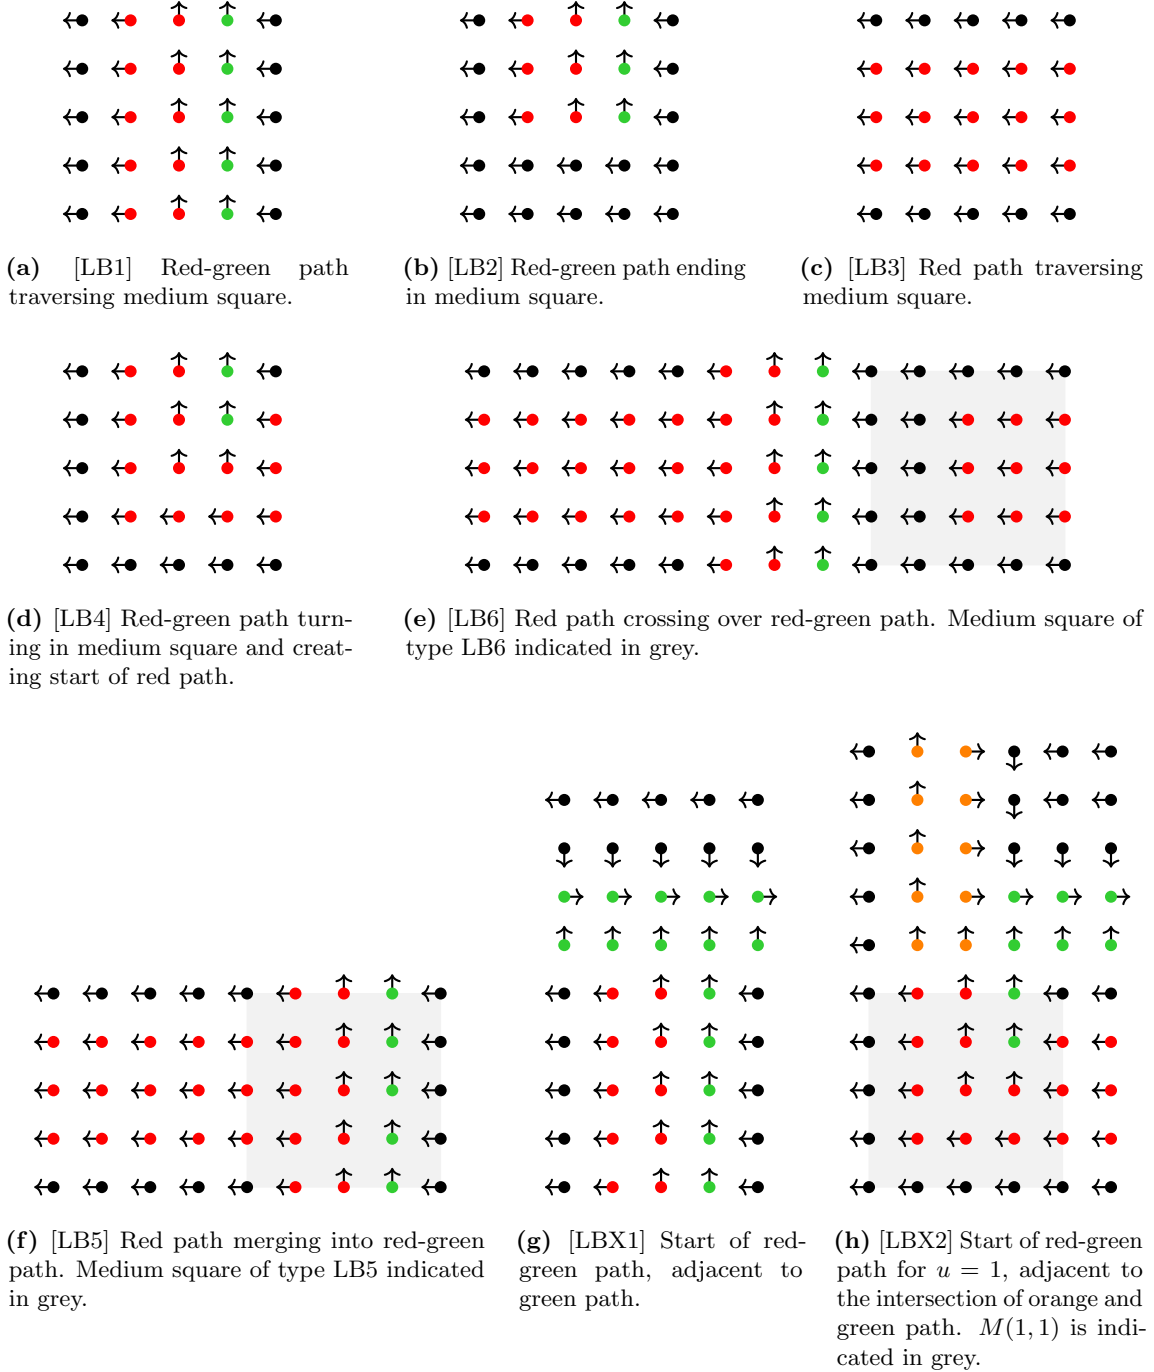 (a) [LB1] Red-green path
traversing medium square.
(b) [LB2] Red-green path ending
in medium square.
(c) [LB3] Red path traversing
medium square.
(d) [LB4] Red-green path turn-
ing in medium square and creat-
ing start of red path.
(e) [LB6] Red path crossing over red-green path. Medium square of
type LB6 indicated in grey.
(f) [LB5] Red path merging into red-green
path. Medium square of type LB5 indicated
in grey.
(g) [LBX1] Start of red-
green path, adjacent to
green path.
(h) [LBX2] Start of red-green
path for u = 1, adjacent to
the intersection of orange and
green path. M(1, 1) is indi-
cated in grey.